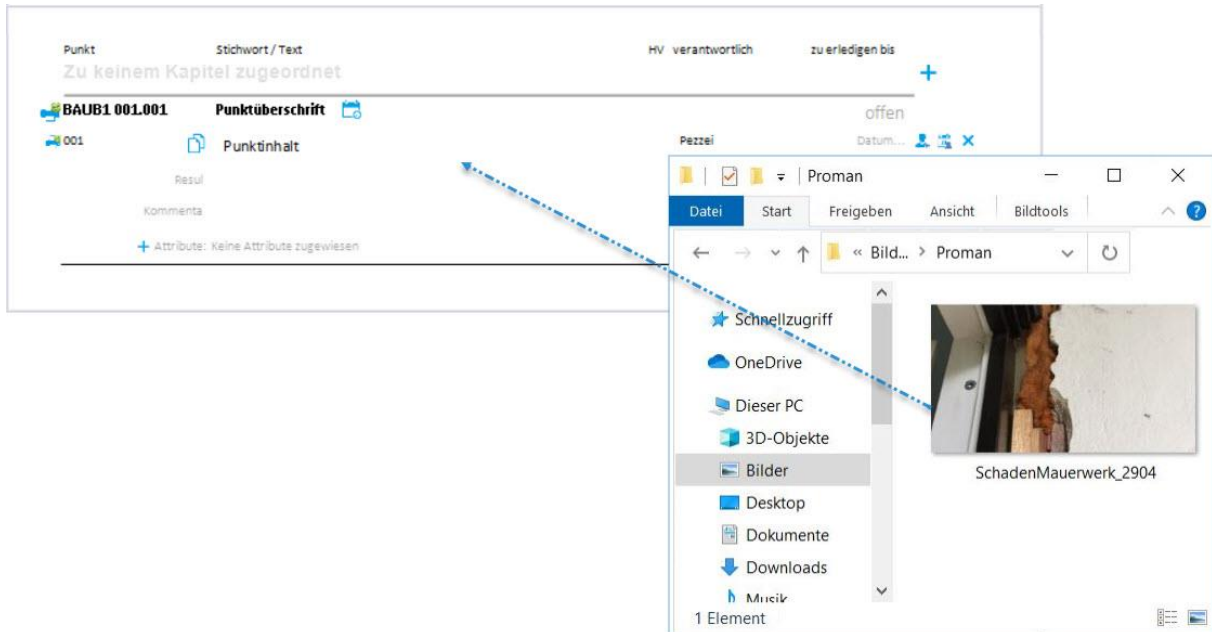 Punkt Stichwort / Text HV verantwortlich zu erledigen bis
Zu keinem Kapitel zugeordnet
BAUB1 001.001 Punktüberschrift offen
001 Punktinhalt Pezzei Datum...
Resul
Kommenta
Attribute: Keine Attribute zugewiesen
Proman
Datei Start Freigeben Ansicht Bildtools
« Bild... > Proman
Schnellzugriff
OneDrive
Dieser PC
3D-Objekte
Bilder
SchadenMauerwerk_2904
Desktop
Dokumente
Downloads
Musik
1 Element